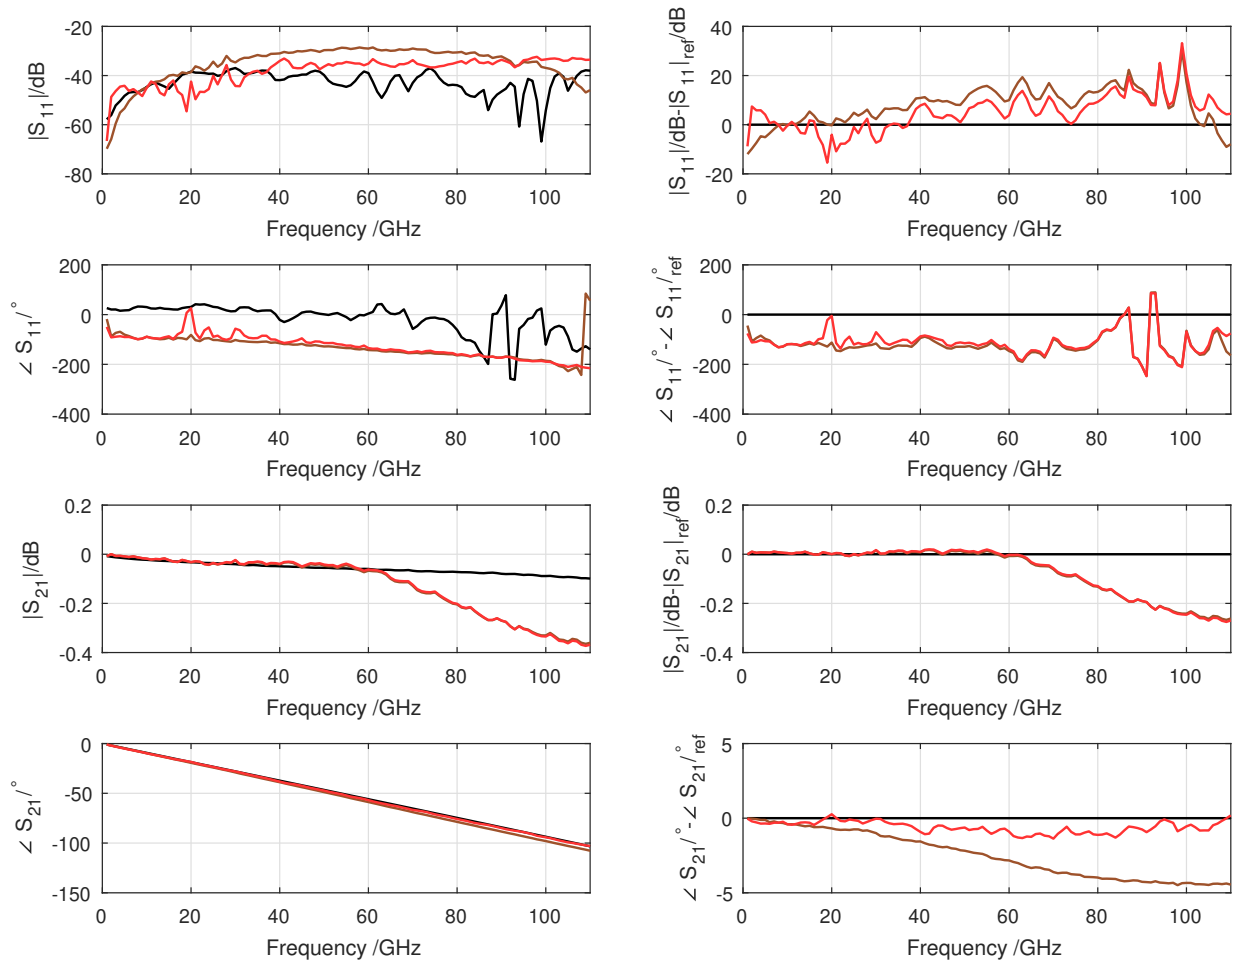 |S11|/dB
-20
-40
-60
-80
0 20 40 60 80 100
Frequency /GHz
|S11|/dB-|S11|ref/dB
40
20
0
-20
0 20 40 60 80 100
Frequency /GHz
∠ S11/°
200
0
-200
-400
0 20 40 60 80 100
Frequency /GHz
∠ S11/°-∠ S11/°ref
200
0
-200
-400
0 20 40 60 80 100
Frequency /GHz
|S21|/dB
0.2
0
-0.2
-0.4
0 20 40 60 80 100
Frequency /GHz
|S21|/dB-|S21|ref/dB
0.2
0
-0.2
-0.4
0 20 40 60 80 100
Frequency /GHz
∠ S21/°
0
-50
-100
-150
0 20 40 60 80 100
Frequency /GHz
∠ S21/°-∠ S21/°ref
5
0
-5
0 20 40 60 80 100
Frequency /GHz